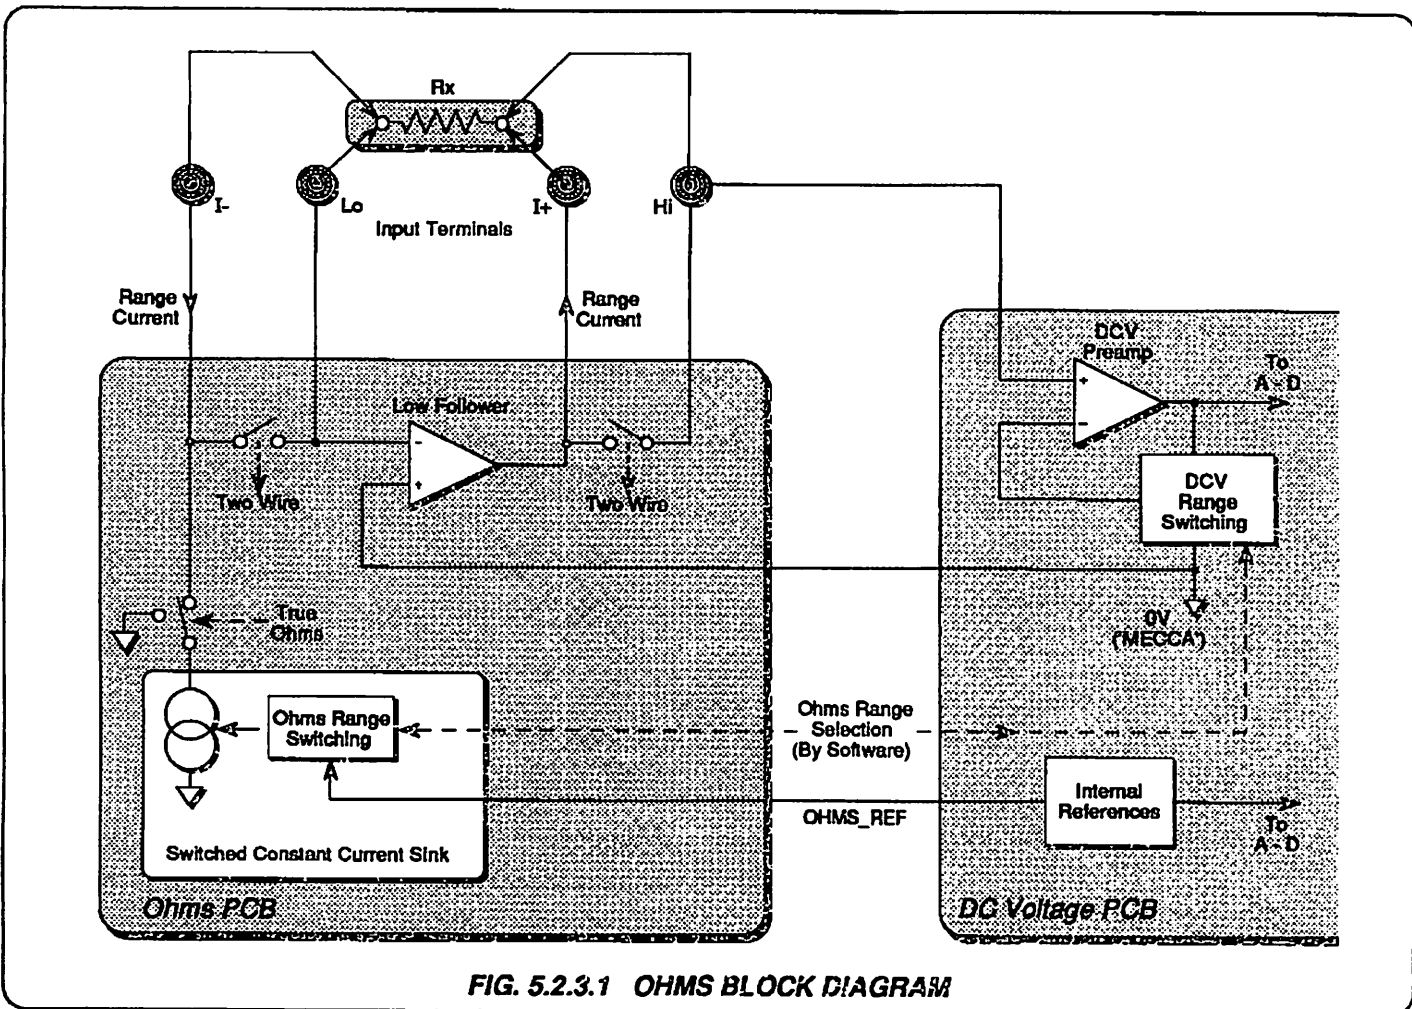 Rx
I-
Lo
I+
Hi
Input Terminals
Range
Current
Range
Current
DCV
Preamp
To
A - D
Low Follower
-
+
+
-
Two Wire
Two Wire
DCV
Range
Switching
True
Ohms
0V
('MECCA')
Ohms Range
Switching
Ohms Range
Selection
(By Software)
Internal
References
OHMS_REF
To
A - D
Switched Constant Current Sink
Ohms PCB
DC Voltage PCB
FIG. 5.2.3.1 OHMS BLOCK DIAGRAM